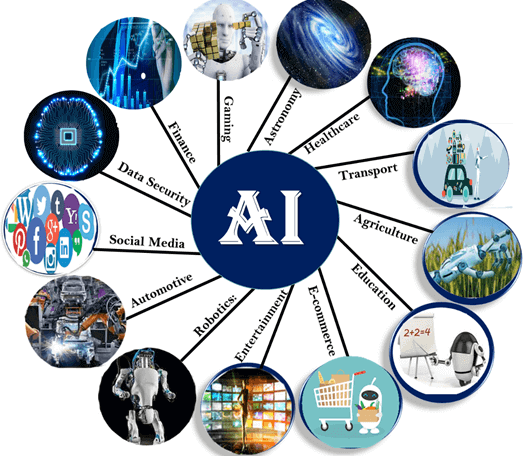 AI
Gaming
Astronomy
Healthcare
Transport
Agriculture
Education
2+2=4
E-commerce
Entertainment
Robotics:
Automotive
Social Media
Data Security
Finance